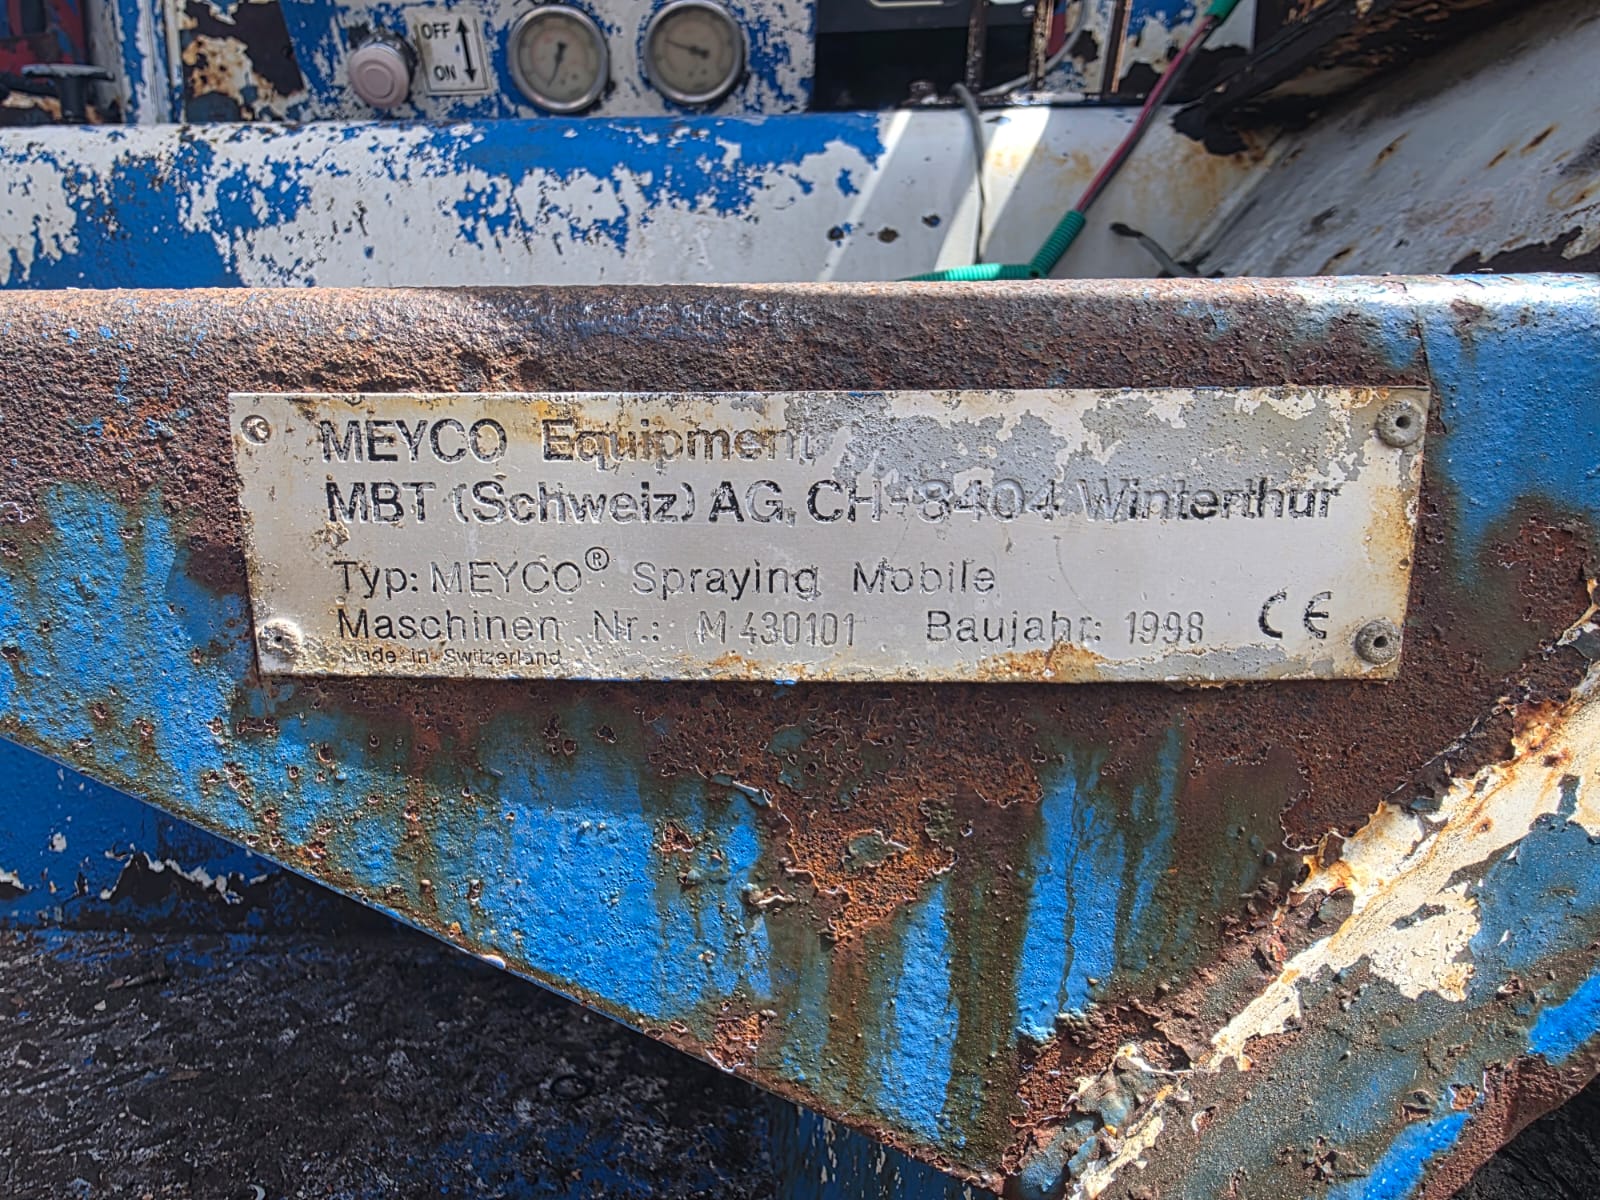 OFF
ON
MEYCO Equipment
MBT (Schweiz) AG, CH-8404 Winterthur
Typ: MEYCO® Spraying Mobile
Maschinen Nr.: M 430101 Baujahr: 1998 CE
Made in Switzerland